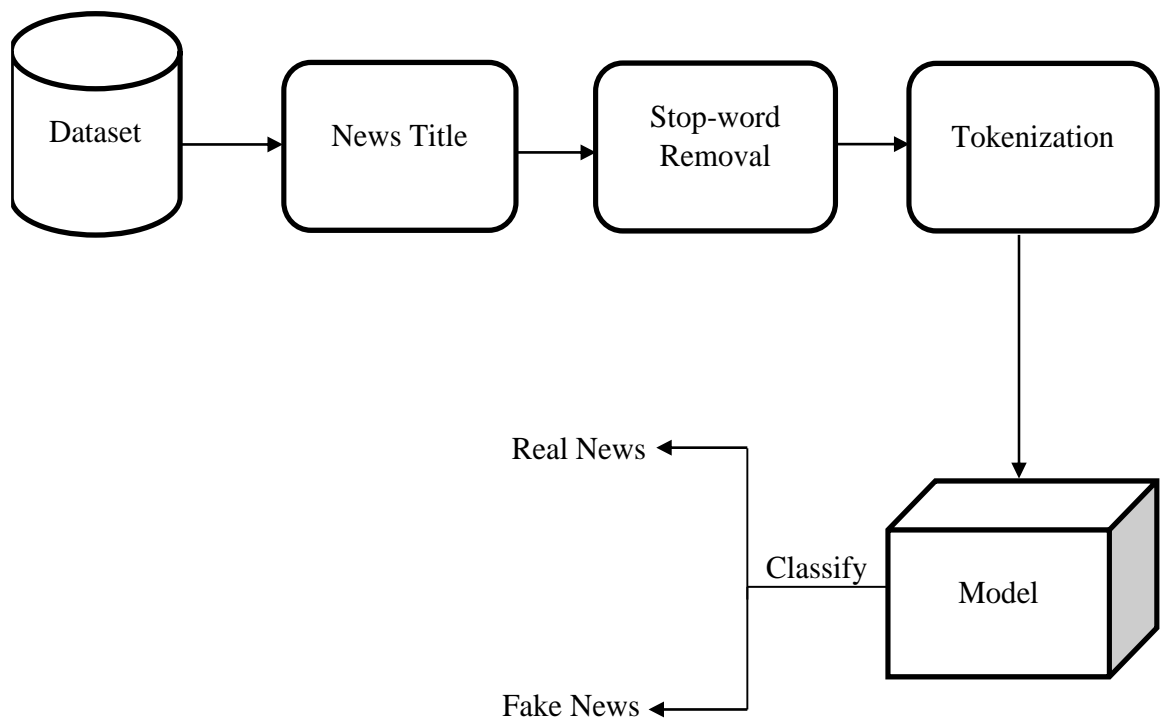 Dataset
News Title
Stop-word
Removal
Tokenization
Real News
Classify
Model
Fake News